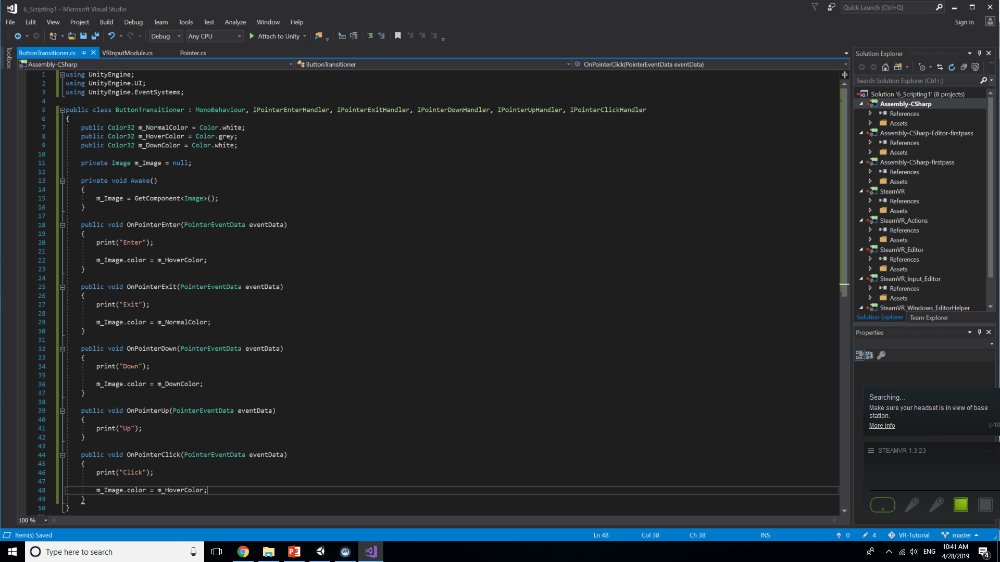 6_Scripting1 - Microsoft Visual Studio
Quick Launch (Ctrl+Q)
File Edit View Project Build Debug Team Tools Test Analyze Window Help
Sign in
Debug Any CPU Attach to Unity
Toolbox
ButtonTransitioner.cs VRInputModule.cs Pointer.cs
Assembly-CSharp ButtonTransitioner OnPointerClick(PointerEventData eventData)
1 using UnityEngine;
2 using UnityEngine.UI;
3 using UnityEngine.EventSystems;
4
5 public class ButtonTransitioner : MonoBehaviour, IPointerEnterHandler, IPointerExitHandler, IPointerDownHandler, IPointerUpHandler, IPointerClickHandler
6 {
7 public Color32 m_NormalColor = Color.white;
8 public Color32 m_HoverColor = Color.grey;
9 public Color32 m_DownColor = Color.white;
10
11 private Image m_Image = null;
12
13 private void Awake()
14 {
15 m_Image = GetComponent<Image>();
16 }
17
18 public void OnPointerEnter(PointerEventData eventData)
19 {
20 print("Enter");
21
22 m_Image.color = m_HoverColor;
23 }
24
25 public void OnPointerExit(PointerEventData eventData)
26 {
27 print("Exit");
28
29 m_Image.color = m_NormalColor;
30 }
31
32 public void OnPointerDown(PointerEventData eventData)
33 {
34 print("Down");
35
36 m_Image.color = m_DownColor;
37 }
38
39 public void OnPointerUp(PointerEventData eventData)
40 {
41 print("Up");
42 }
43
44 public void OnPointerClick(PointerEventData eventData)
45 {
46 print("Click");
47
48 m_Image.color = m_HoverColor;
49 }
50 }
100 %
Solution Explorer
Search Solution Explorer (Ctrl+;)
Solution '6_Scripting1' (8 projects)
Assembly-CSharp
References
Assets
Assembly-CSharp-Editor-firstpass
References
Assets
Assembly-CSharp-firstpass
References
Assets
SteamVR
References
Assets
SteamVR_Actions
References
Assets
SteamVR_Editor
References
Assets
SteamVR_Input_Editor
References
Assets
SteamVR_Windows_EditorHelper
Solution Explorer Team Explorer
Properties
Searching...
Make sure your headset is in view of base
station.
More info (-10
STEAMVR 1.3.23
Item(s) Saved Ln 48 Col 38 Ch 38 INS 0 4 VR-Tutorial master
Type here to search
ENG
10:41 AM
4/28/2019
4